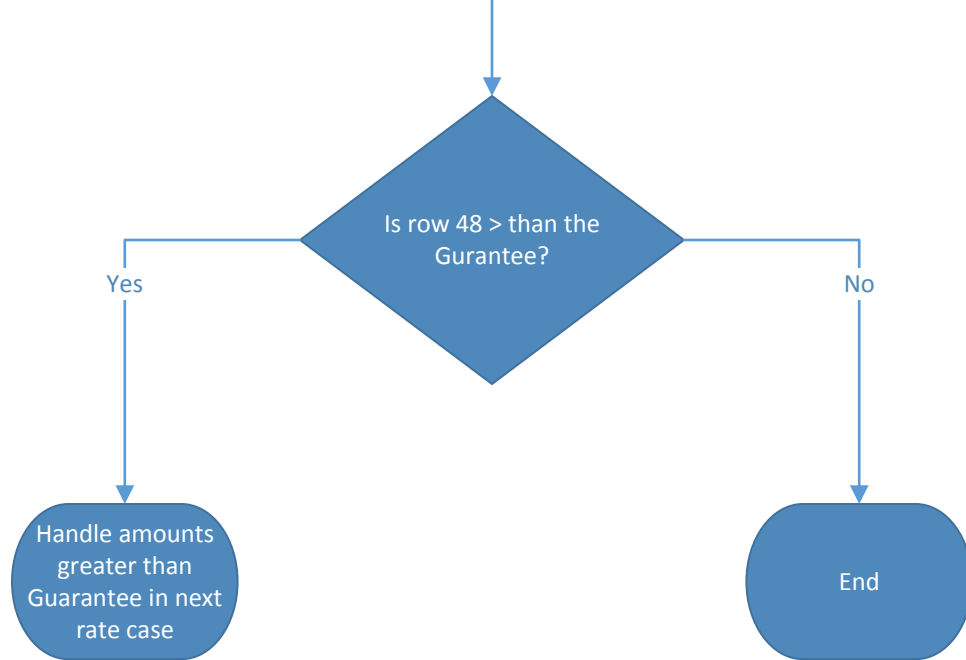 Is row 48 > than the
Gurantee?
Yes
No
Handle amounts
greater than
Guarantee in next
rate case
End